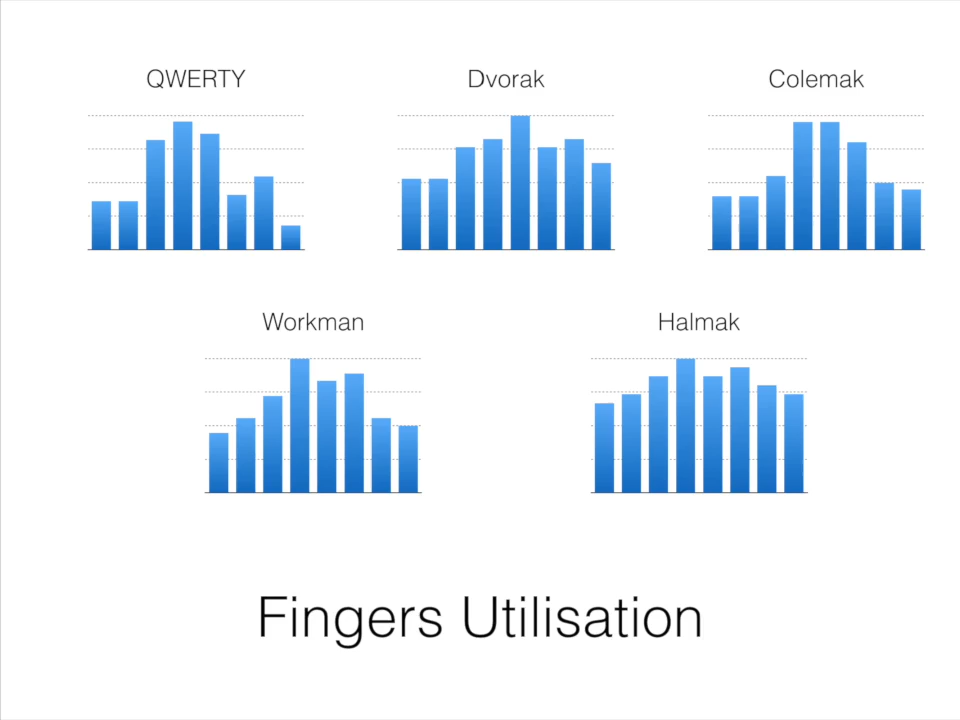 QWERTY
Dvorak
Colemak
Workman
Halmak
Fingers Utilisation